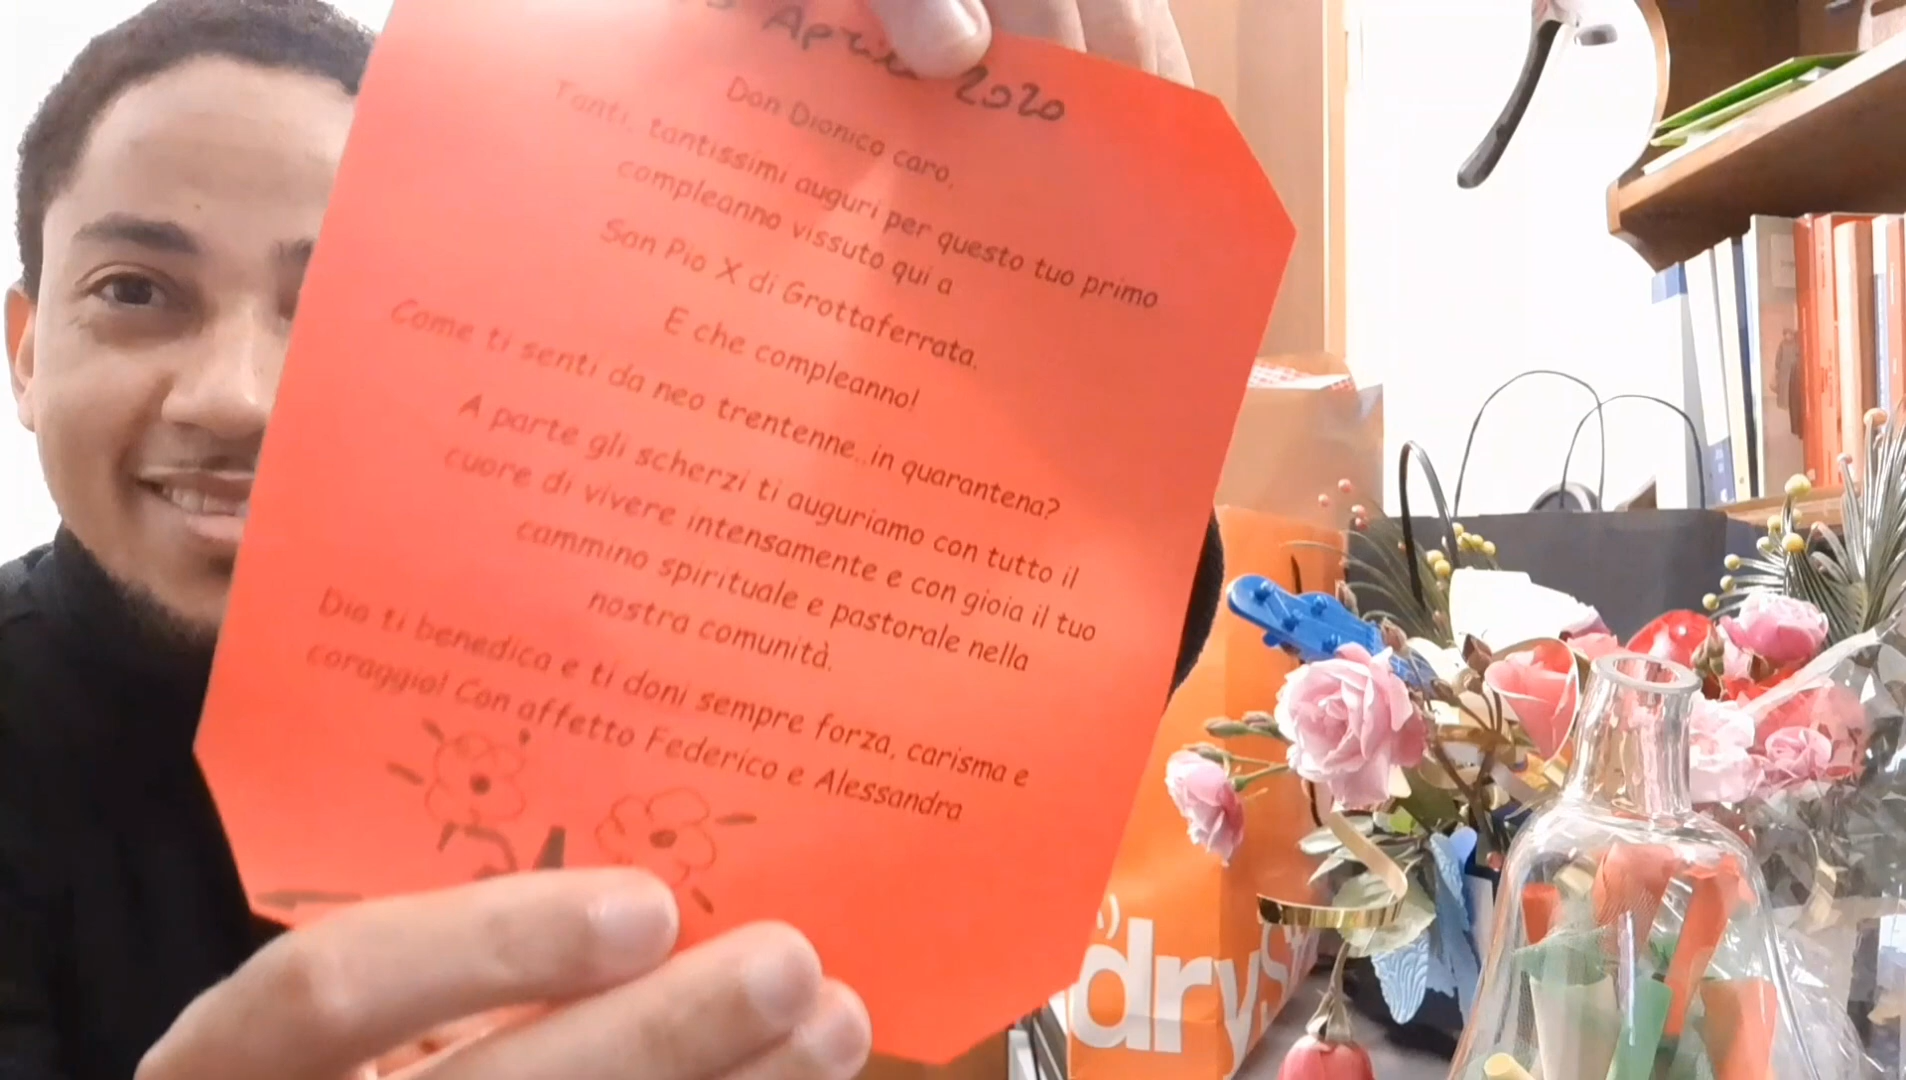 Aprile 2020
Don Dionico caro,
Tanti, tantissimi auguri per questo tuo primo
compleanno vissuto qui a
San Pio X di Grottaferrata.
E che compleanno!
Come ti senti da neo trentenne..in quarantena?
A parte gli scherzi ti auguriamo con tutto il
cuore di vivere intensamente e con gioia il tuo
cammino spirituale e pastorale nella
nostra comunità.
Dio ti benedica e ti doni sempre forza, carisma e
coraggio! Con affetto Federico e Alessandra
dry